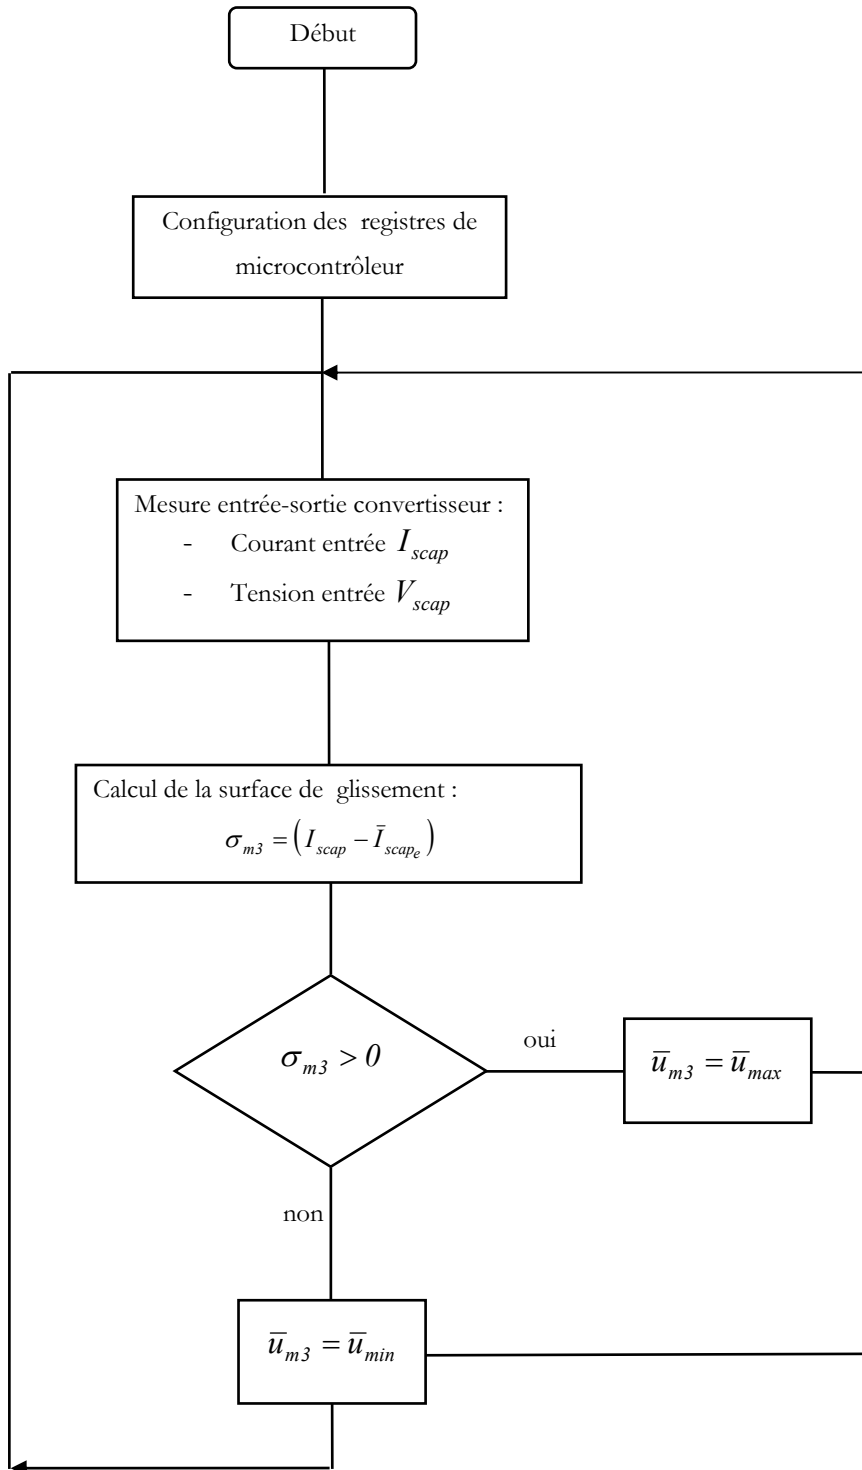 Début
Configuration des registres de
microcontrôleur
Mesure entrée-sortie convertisseur :
- Courant entrée I_scap
- Tension entrée V_scap
Calcul de la surface de glissement :
σ_m3 = (I_scap − Ī_scap_e)
σ_m3 > 0
oui
ū_m3 = ū_max
non
ū_m3 = ū_min